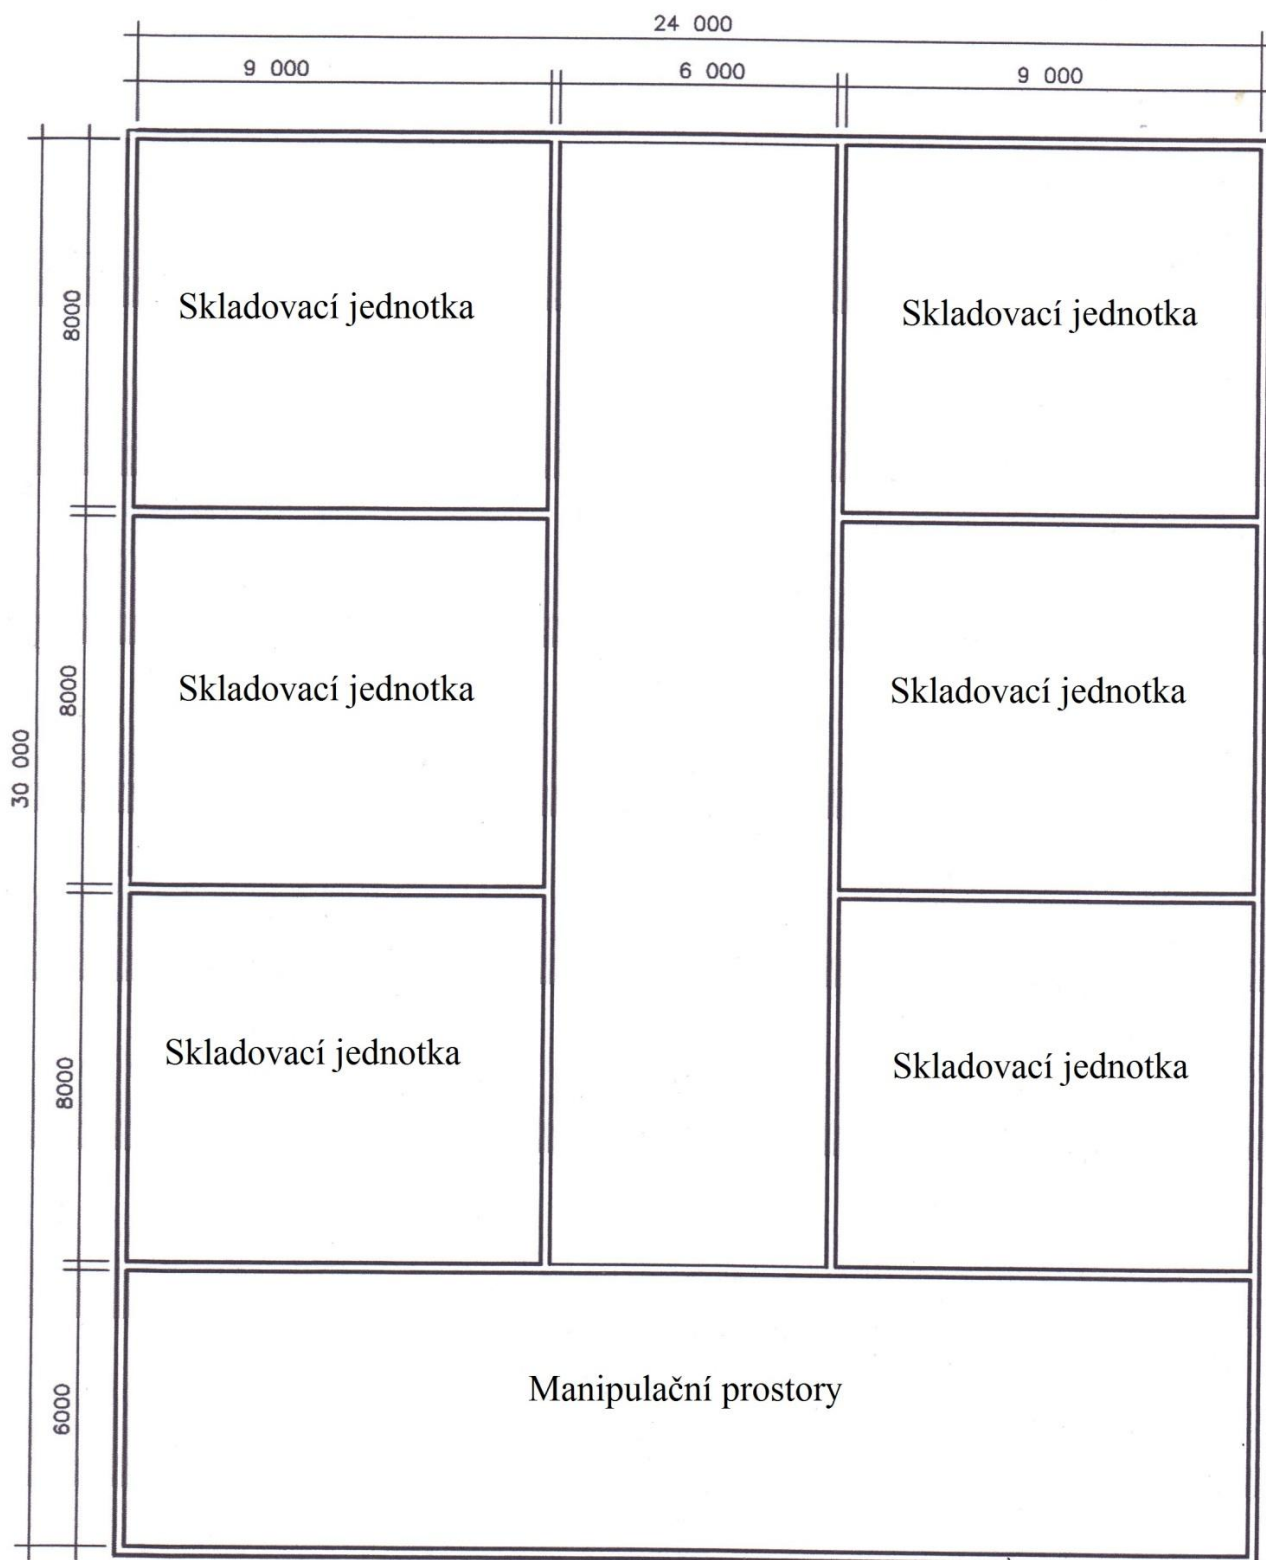 24 000
9 000
6 000
9 000
8000
Skladovací jednotka
Skladovací jednotka
8000
Skladovací jednotka
Skladovací jednotka
30 000
8000
Skladovací jednotka
Skladovací jednotka
6000
Manipulační prostory